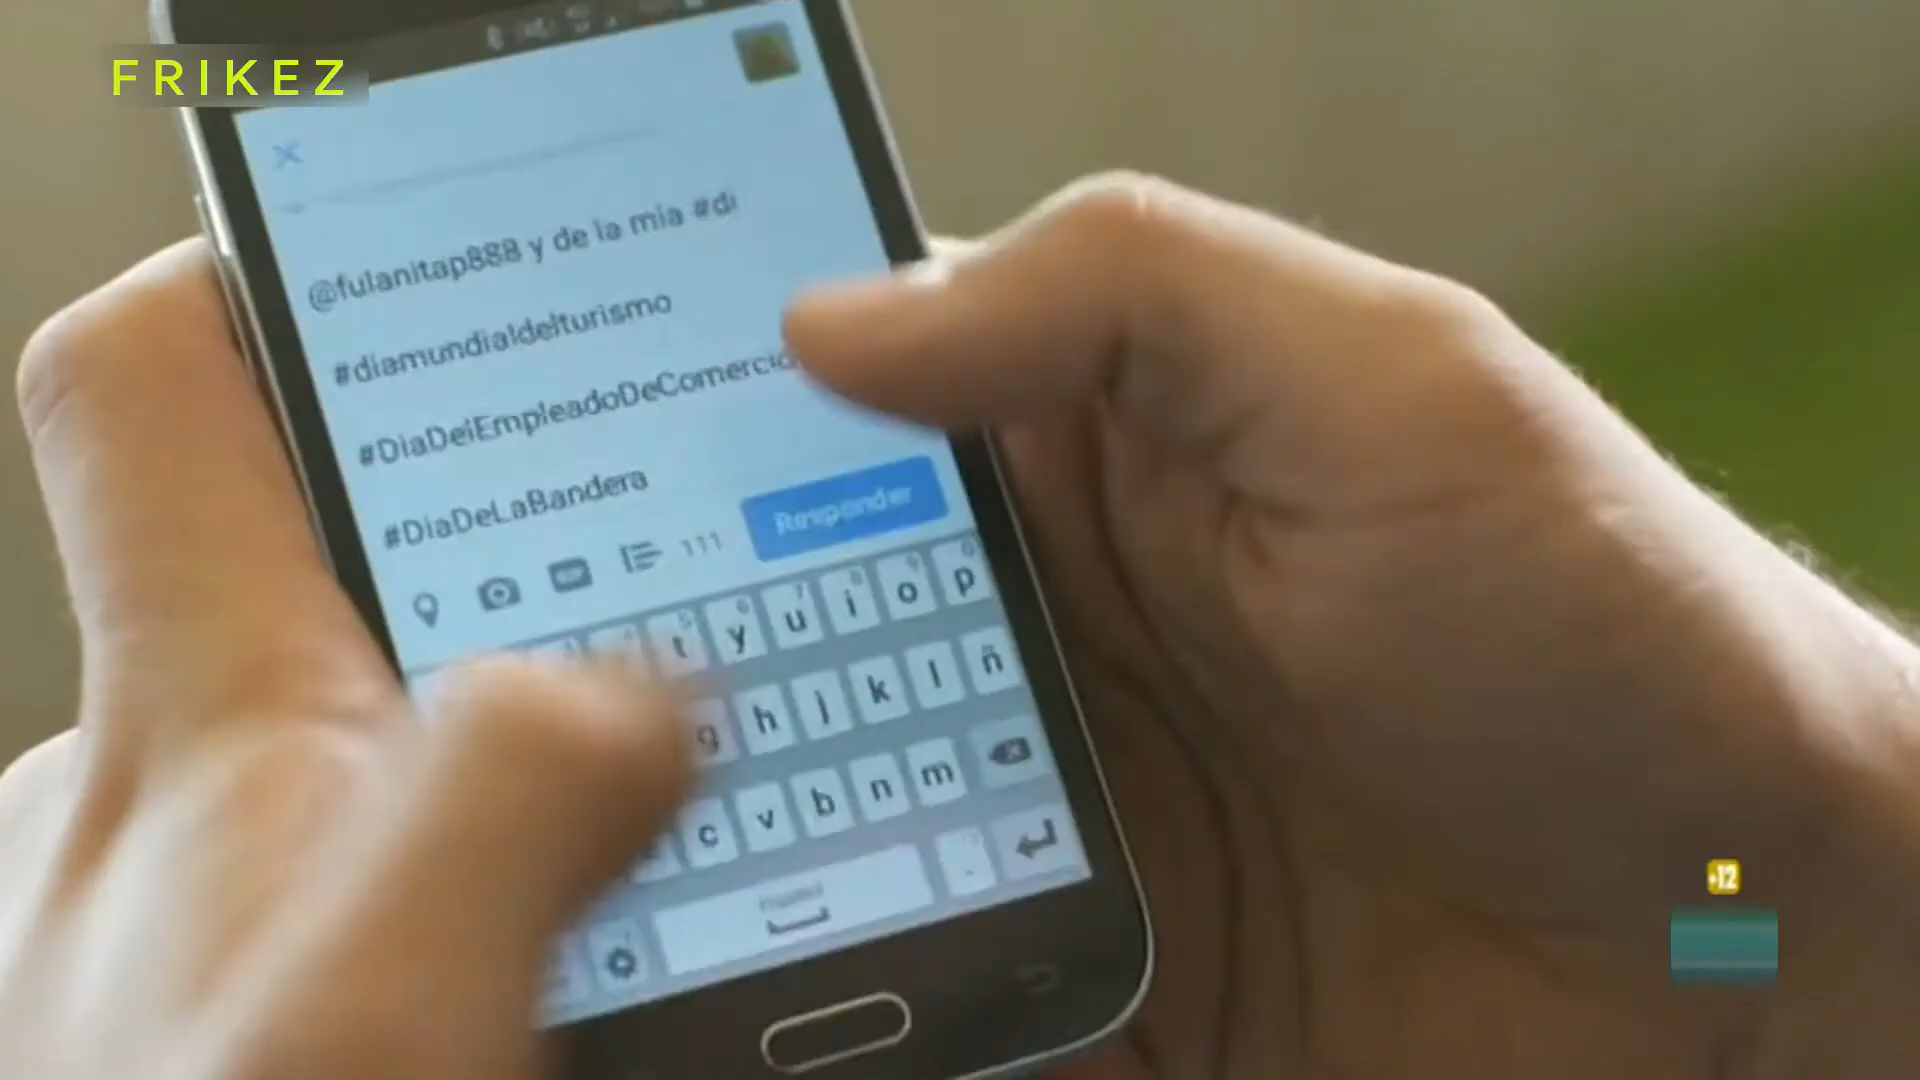 FRIKEZ
@fulanitap888 y de la mia #di
#diamundialdelturismo
#DiaDelEmpleadoDeComercio
#DiaDeLaBandera
111
Responder
t y u i o p
g h j k l ñ
c v b n m
.
+12